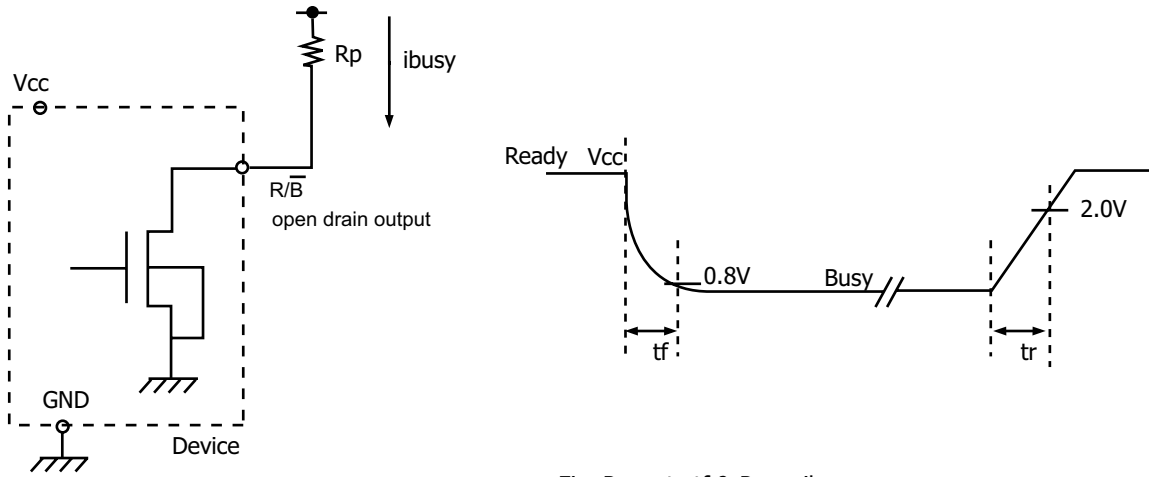 Rp
ibusy
Vcc
R/B̅
open drain output
GND
Device
Ready Vcc
2.0V
0.8V
Busy
tf
tr